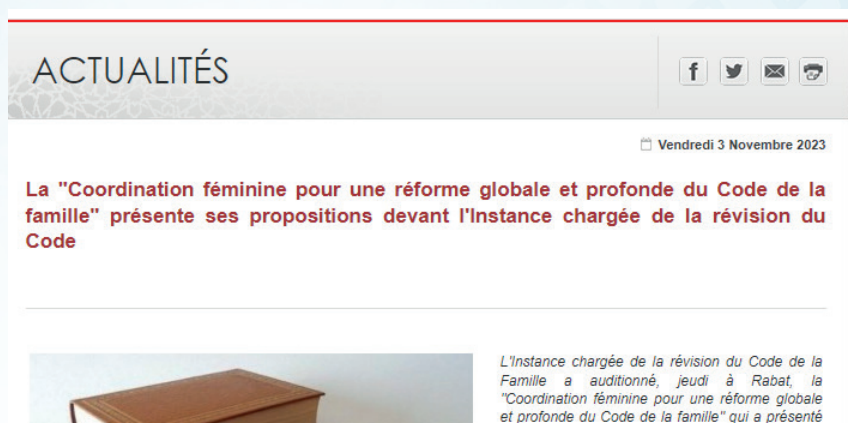 ACTUALITÉS
Vendredi 3 Novembre 2023
La "Coordination féminine pour une réforme globale et profonde du Code de la
famille" présente ses propositions devant l'Instance chargée de la révision du
Code
L'Instance chargée de la révision du Code de la
Famille a auditionné, jeudi à Rabat, la
"Coordination féminine pour une réforme globale
et profonde du Code de la famille" qui a présenté